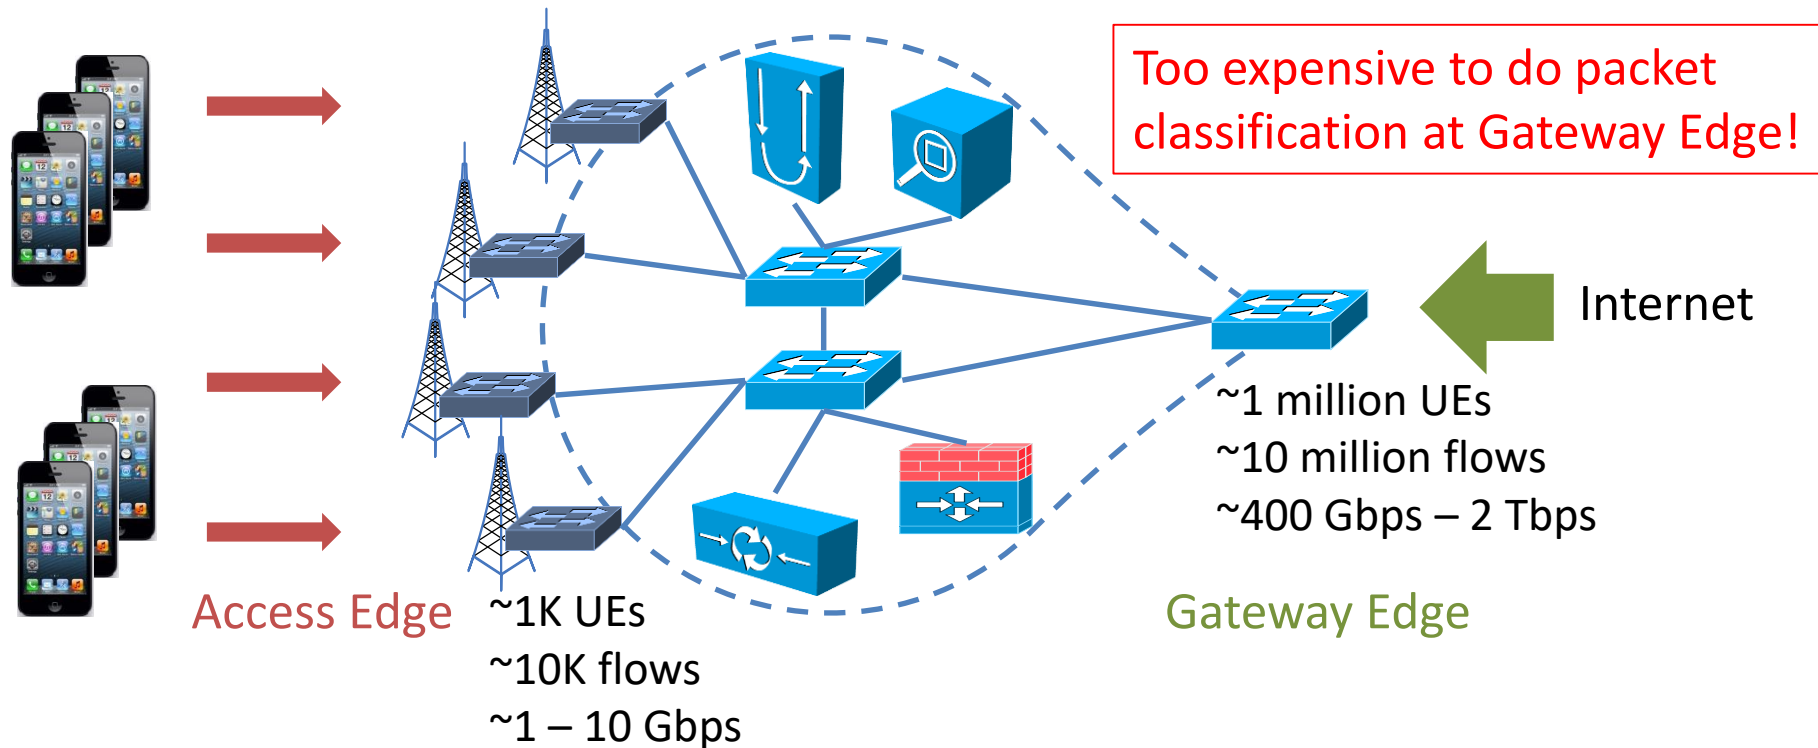 Too expensive to do packet
classification at Gateway Edge!
Internet
~1 million UEs
~10 million flows
~400 Gbps – 2 Tbps
Access Edge
~1K UEs
~10K flows
~1 – 10 Gbps
Gateway Edge